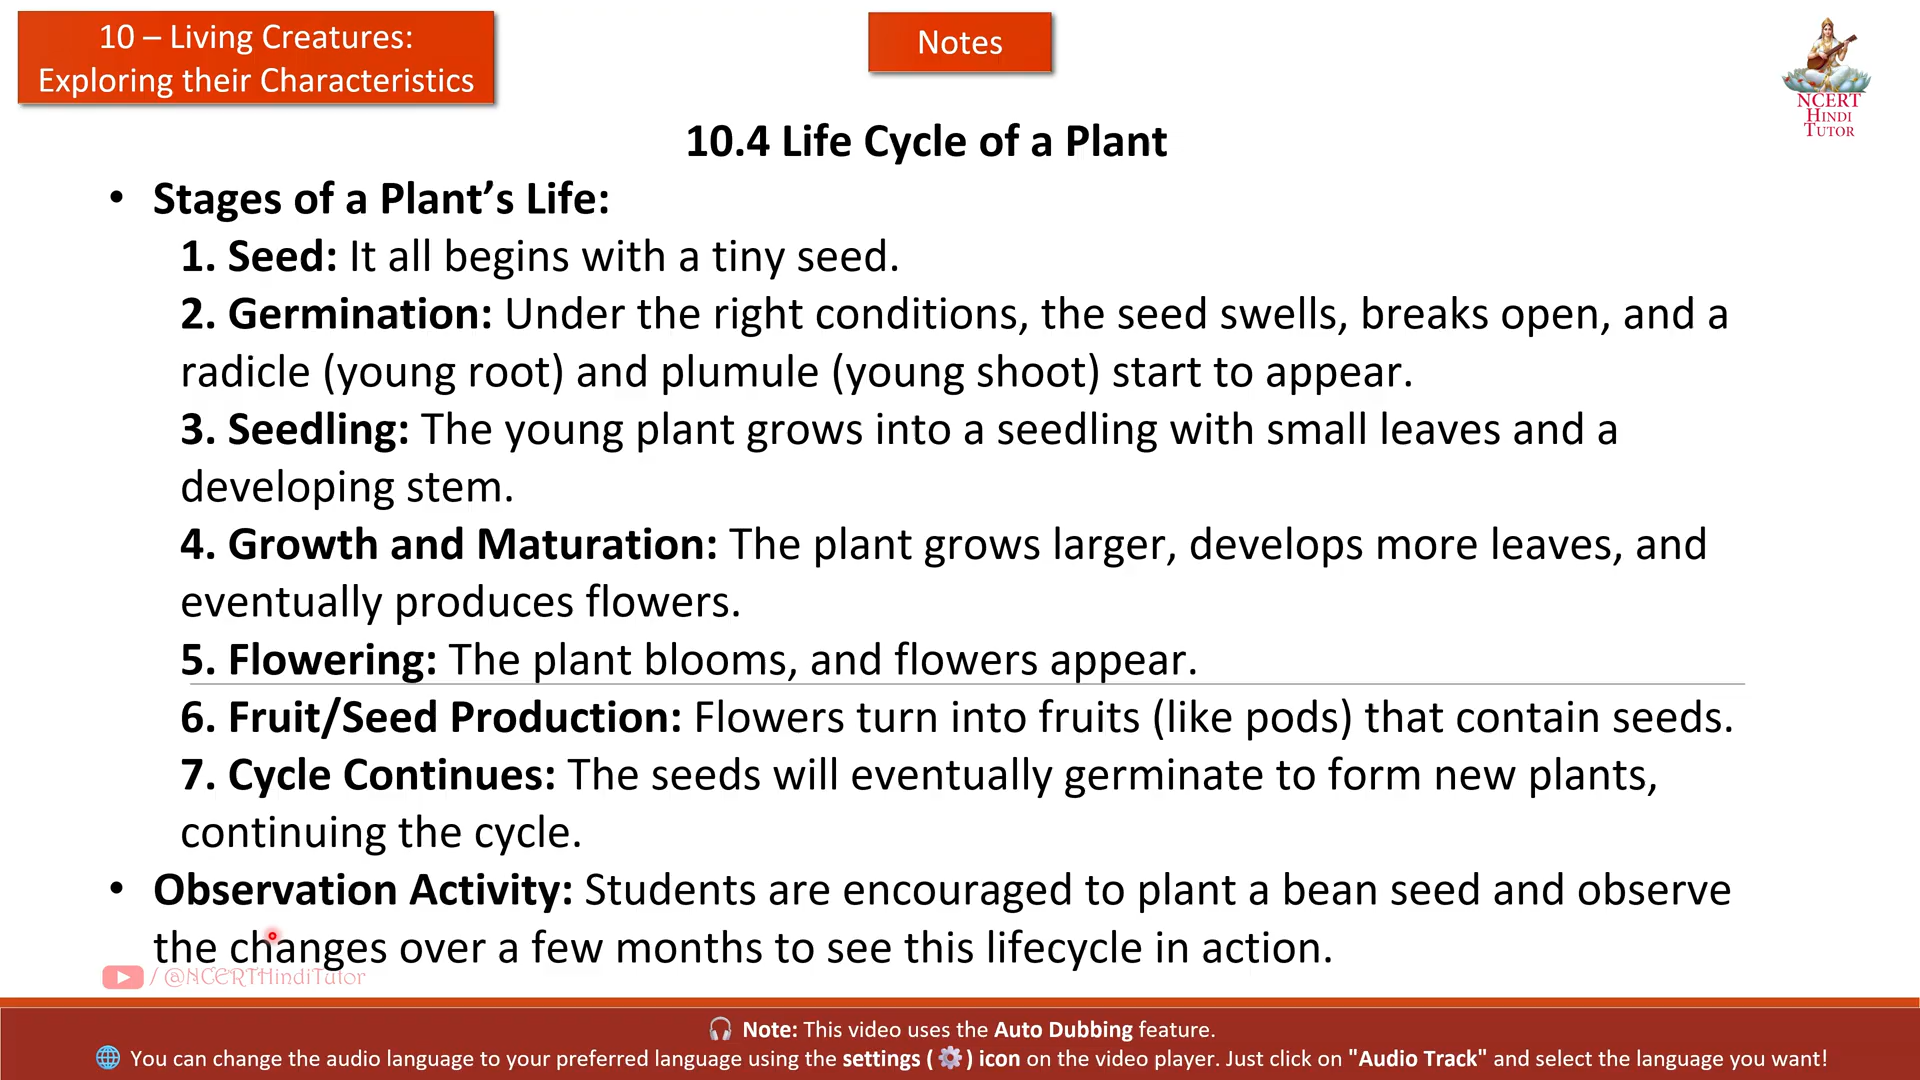 10 – Living Creatures:
Exploring their Characteristics
Notes
NCERT
HINDI
TUTOR
10.4 Life Cycle of a Plant
• Stages of a Plant’s Life:
1. Seed: It all begins with a tiny seed.
2. Germination: Under the right conditions, the seed swells, breaks open, and a
radicle (young root) and plumule (young shoot) start to appear.
3. Seedling: The young plant grows into a seedling with small leaves and a
developing stem.
4. Growth and Maturation: The plant grows larger, develops more leaves, and
eventually produces flowers.
5. Flowering: The plant blooms, and flowers appear.
6. Fruit/Seed Production: Flowers turn into fruits (like pods) that contain seeds.
7. Cycle Continues: The seeds will eventually germinate to form new plants,
continuing the cycle.
• Observation Activity: Students are encouraged to plant a bean seed and observe
the changes over a few months to see this lifecycle in action.
/ @NCERTHindiTutor
🎧 Note: This video uses the Auto Dubbing feature.
🌐 You can change the audio language to your preferred language using the settings ( ⚙️ ) icon on the video player. Just click on "Audio Track" and select the language you want!